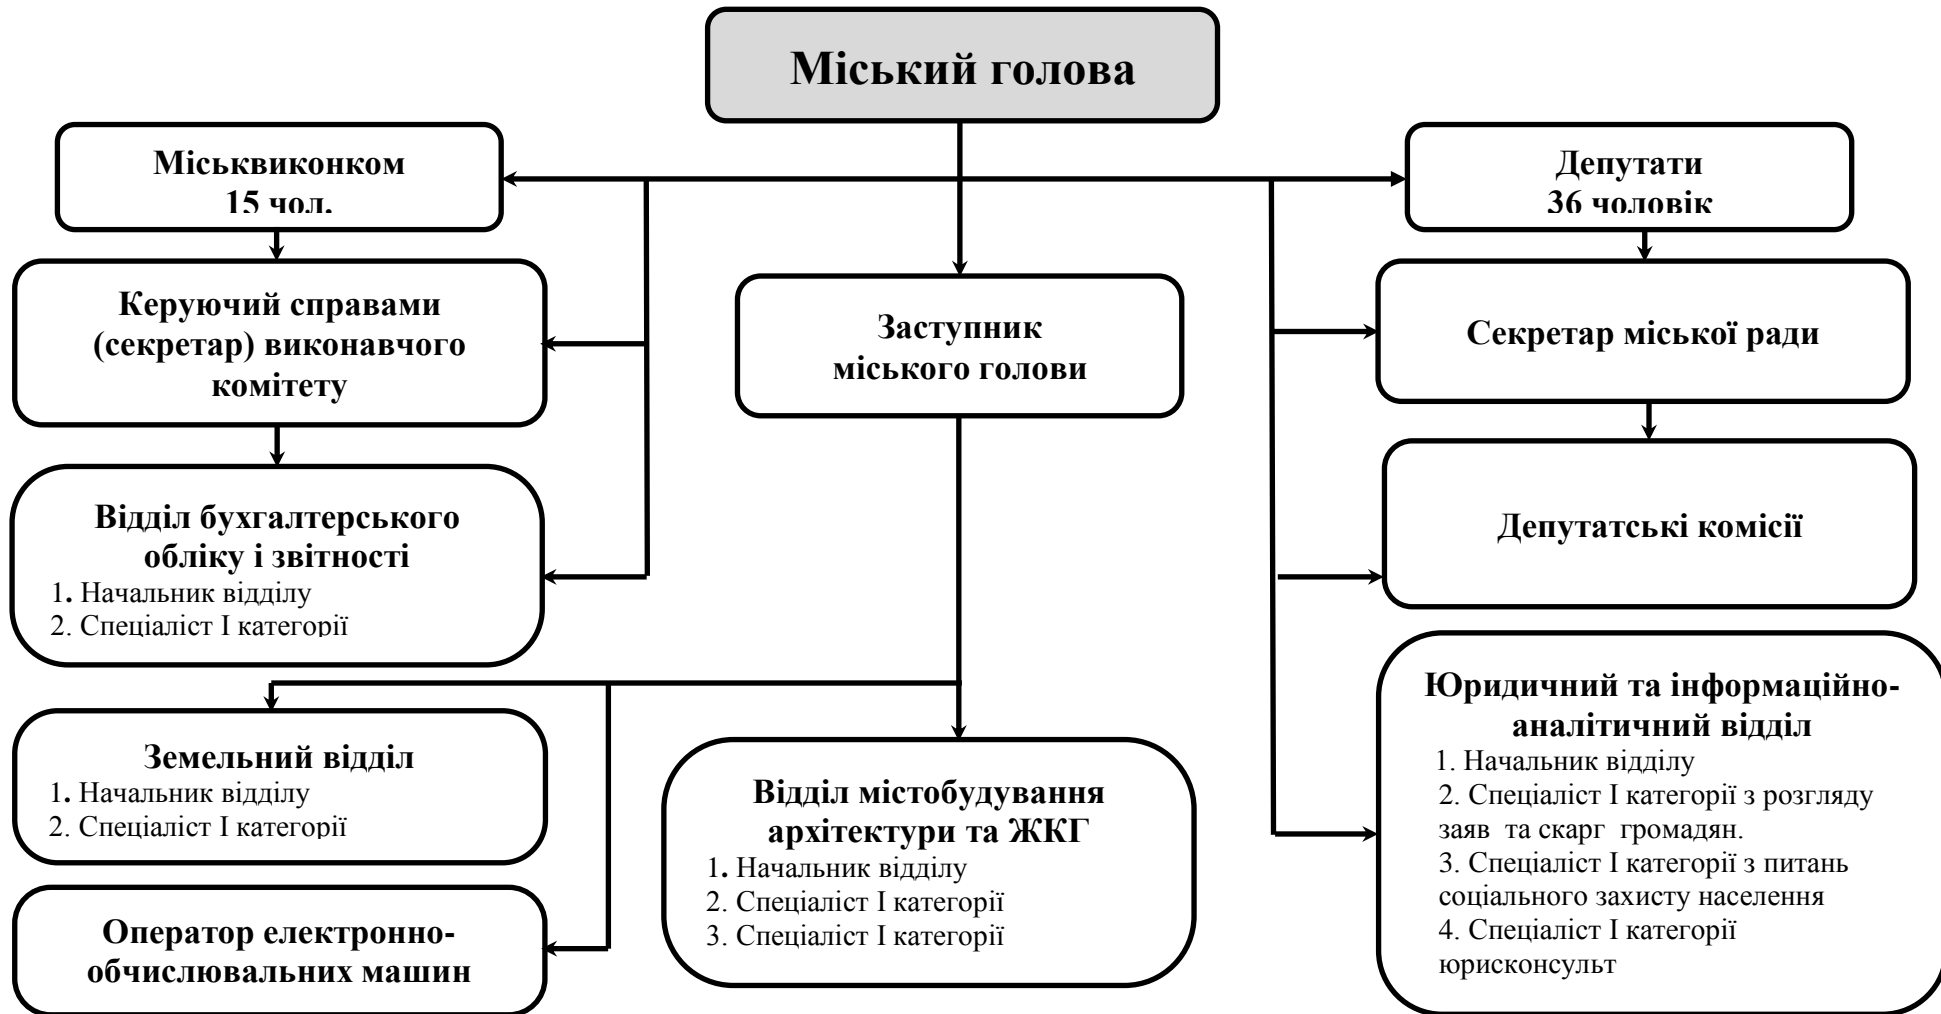 Міський голова
Міськвиконком
15 чол.
Депутати
36 чоловік
Керуючий справами
(секретар) виконавчого
комітету
Заступник
міського голови
Секретар міської ради
Відділ бухгалтерського
обліку і звітності
1. Начальник відділу
2. Спеціаліст І категорії
Депутатські комісії
Земельний відділ
1. Начальник відділу
2. Спеціаліст І категорії
Відділ містобудування
архітектури та ЖКГ
1. Начальник відділу
2. Спеціаліст І категорії
3. Спеціаліст І категорії
Юридичний та інформаційно-
аналітичний відділ
1. Начальник відділу
2. Спеціаліст І категорії з розгляду
заяв та скарг громадян.
3. Спеціаліст І категорії з питань
соціального захисту населення
4. Спеціаліст І категорії
юрисконсульт
Оператор електронно-
обчислювальних машин